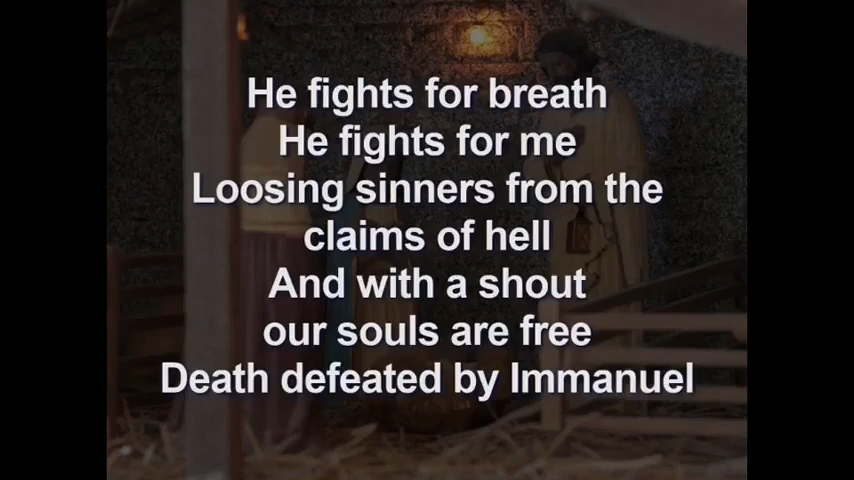 He fights for breath
He fights for me
Loosing sinners from the
claims of hell
And with a shout
our souls are free
Death defeated by Immanuel